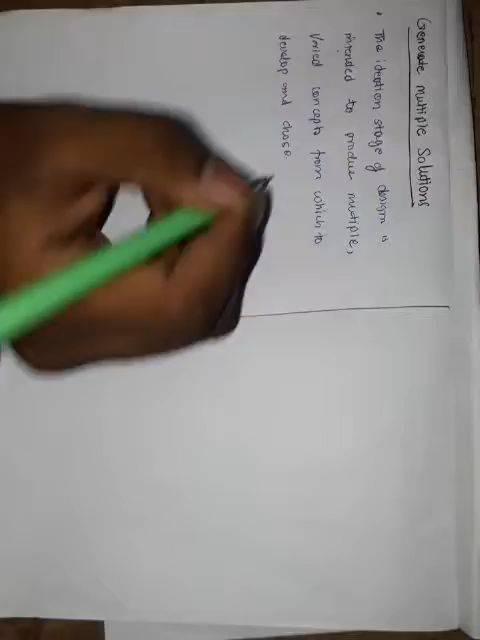 Generate multiple Solutions
• The ideation stage of design is
intended to produce multiple,
Varied concepts from which to
develop and chose